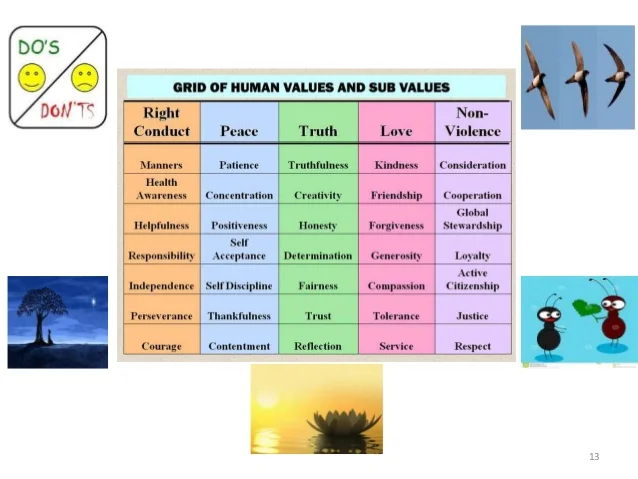 DO'S
DON'TS
GRID OF HUMAN VALUES AND SUB VALUES
Right Conduct Peace Truth Love Non-Violence
Manners Patience Truthfulness Kindness Consideration
Health Awareness Concentration Creativity Friendship Cooperation
Helpfulness Positiveness Honesty Forgiveness Global Stewardship
Responsibility Self Acceptance Determination Generosity Loyalty
Independence Self Discipline Fairness Compassion Active Citizenship
Perseverance Thankfulness Trust Tolerance Justice
Courage Contentment Reflection Service Respect
13